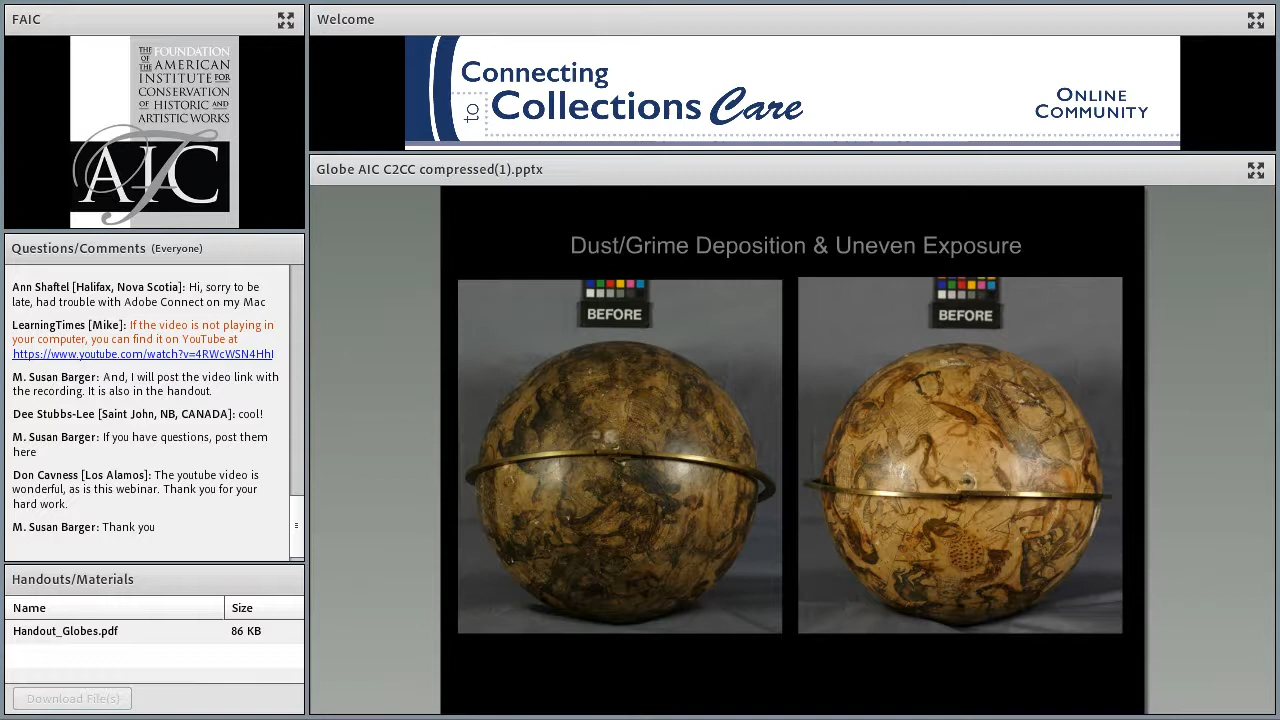 FAIC
THE FOUNDATION
OF THE AMERICAN
INSTITUTE FOR
CONSERVATION
OF HISTORIC AND
ARTISTIC WORKS
AIC
Welcome
Connecting
to Collections Care
ONLINE
COMMUNITY
Questions/Comments (Everyone)
Ann Shaftel [Halifax, Nova Scotia]: Hi, sorry to be
late, had trouble with Adobe Connect on my Mac
LearningTimes [Mike]: If the video is not playing in
your computer, you can find it on YouTube at
https://www.youtube.com/watch?v=4RWcWSN4HhI
M. Susan Barger: And, I will post the video link with
the recording. It is also in the handout.
Dee Stubbs-Lee [Saint John, NB, CANADA]: cool!
M. Susan Barger: If you have questions, post them
here
Don Cavness [Los Alamos]: The youtube video is
wonderful, as is this webinar. Thank you for your
hard work.
M. Susan Barger: Thank you
Handouts/Materials
Name Size
Handout_Globes.pdf 86 KB
Download File(s)
Globe AIC C2CC compressed(1).pptx
Dust/Grime Deposition & Uneven Exposure
BEFORE
BEFORE